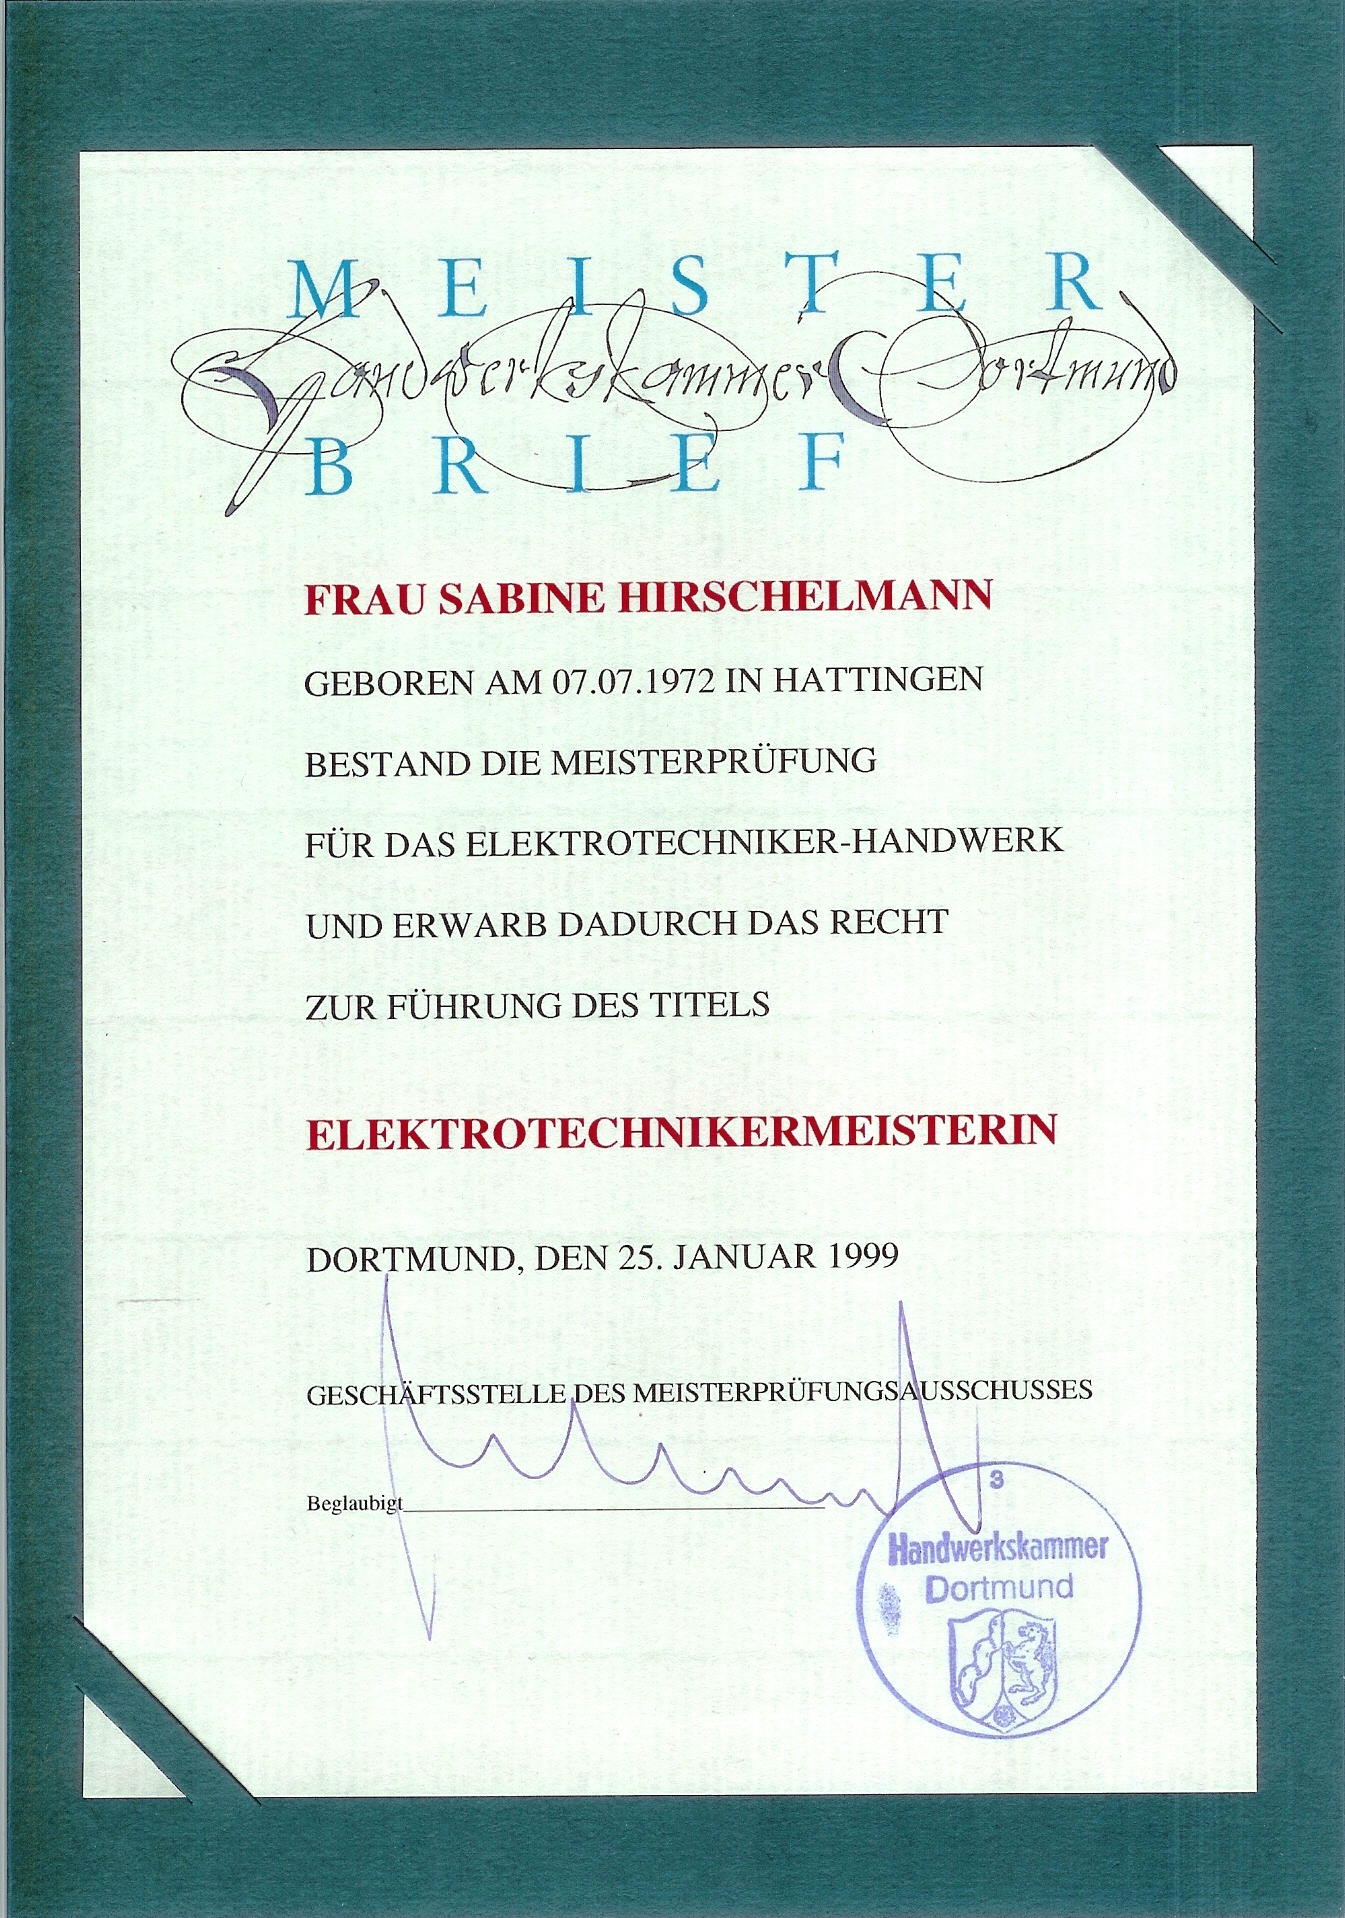 MEISTER
Handwerkskammer Dortmund
BRIEF
FRAU SABINE HIRSCHELMANN
GEBOREN AM 07.07.1972 IN HATTINGEN
BESTAND DIE MEISTERPRÜFUNG
FÜR DAS ELEKTROTECHNIKER-HANDWERK
UND ERWARB DADURCH DAS RECHT
ZUR FÜHRUNG DES TITELS
ELEKTROTECHNIKERMEISTERIN
DORTMUND, DEN 25. JANUAR 1999
GESCHÄFTSSTELLE DES MEISTERPRÜFUNGSAUSSCHUSSES
Beglaubigt
3
Handwerkskammer
Dortmund